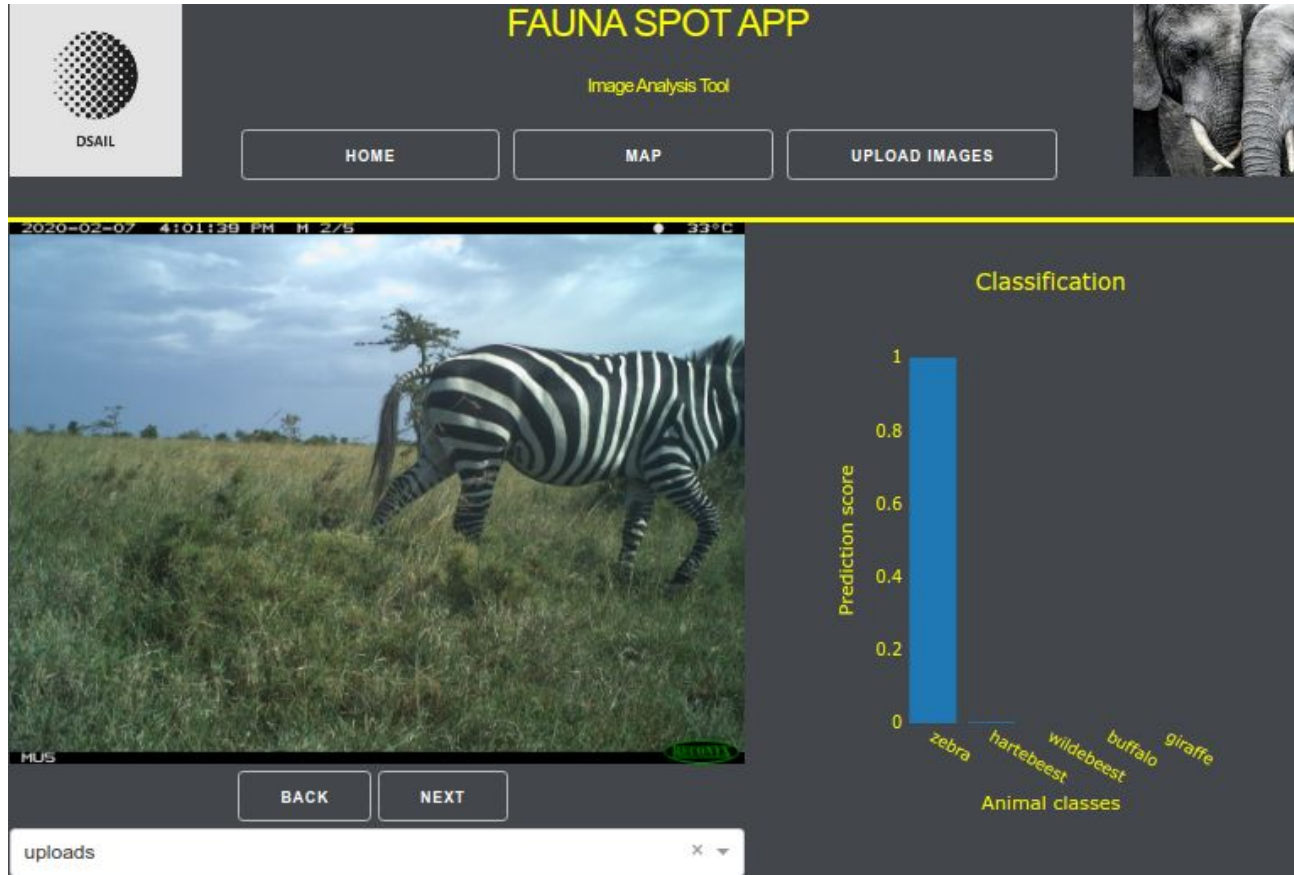 FAUNA SPOT APP
Image Analysis Tool
DSAIL
HOME
MAP
UPLOAD IMAGES
2020-02-07 4:01:39 PM M 2/5 33°C
MUS
RECONYX
BACK
NEXT
uploads
Classification
Prediction score
1
0.8
0.6
0.4
0.2
0
zebra
hartebeest
wildebeest
buffalo
giraffe
Animal classes